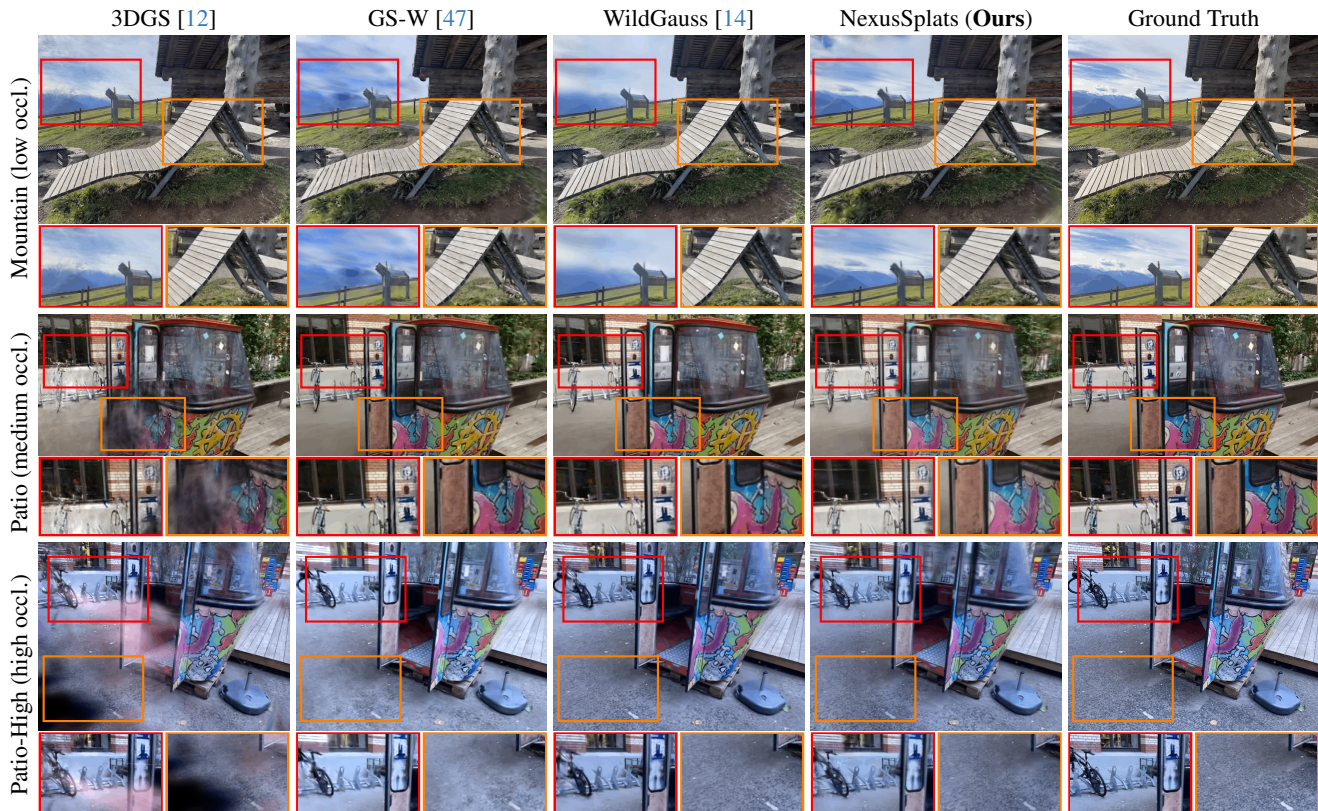 3DGS [12]
GS-W [47]
WildGauss [14]
NexusSplats (Ours)
Ground Truth
Mountain (low occl.)
Patio (medium occl.)
Patio-High (high occl.)